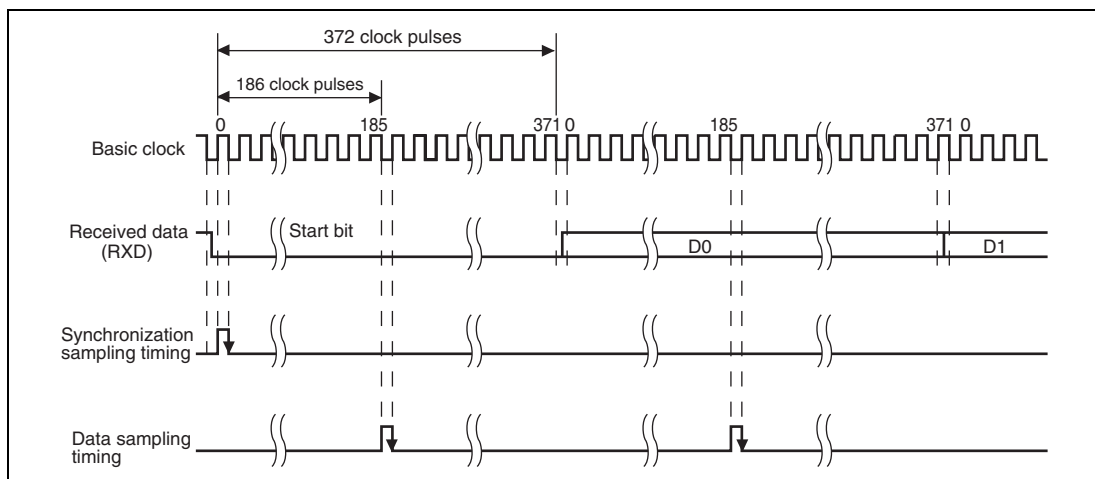 372 clock pulses
186 clock pulses
0 185 371 0 185 371 0
Basic clock
Received data
(RXD)
Start bit
D0
D1
Synchronization
sampling timing
Data sampling
timing